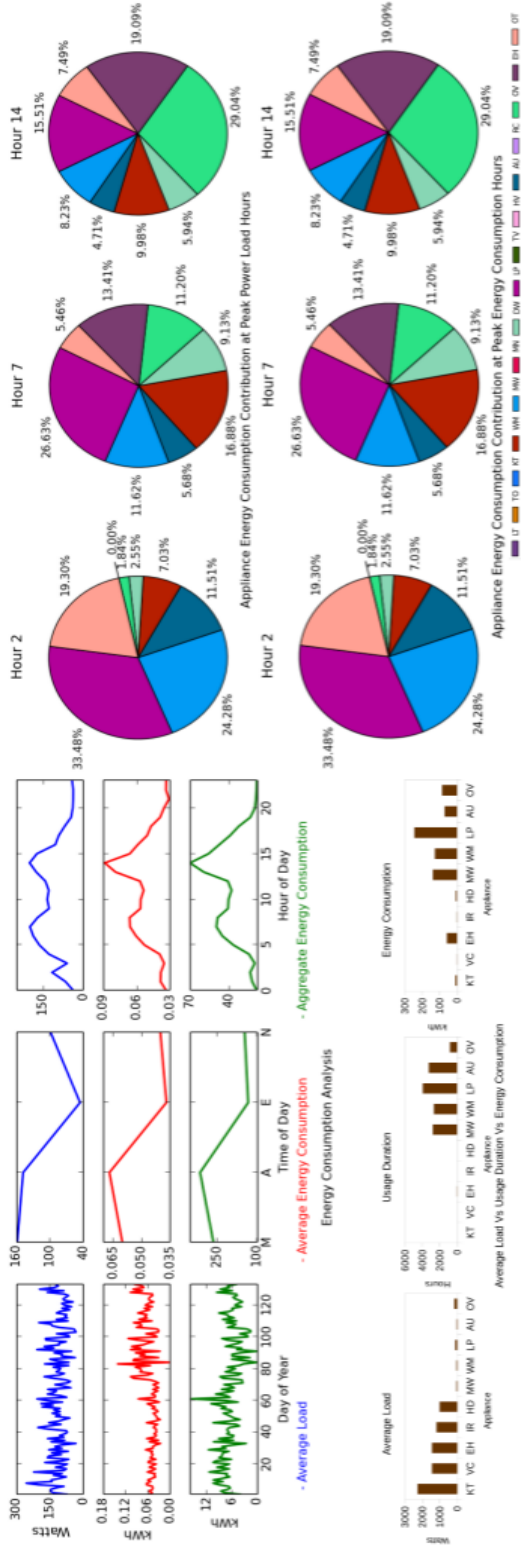 300
150
0
Watts
160
100
40
150
0
0.18
0.12
0.06
0.00
kWh
0.065
0.050
0.035
0.09
0.06
0.03
12
6
0
kWh
250
100
70
40
20 40 60 80 100 120
Day of Year
M A E N
Time of Day
0 5 10 15 20
Hour of Day
- Average Load
- Average Energy Consumption
- Aggregate Energy Consumption
Energy Consumption Analysis
Average Load
3000
2000
1000
0
Watts
KT VC EH IR HD MW WM LP AU OV
Appliance
Usage Duration
6000
4000
2000
0
Hours
KT VC EH IR HD MW WM LP AU OV
Appliance
Energy Consumption
300
200
100
0
kWh
KT VC EH IR HD MW WM LP AU OV
Appliance
Average Load Vs Usage Duration Vs Energy Consumption
Hour 2
33.48%
19.30%
0.00%
1.84%
2.55%
7.03%
11.51%
24.28%
Hour 7
26.63%
5.46%
13.41%
11.20%
9.13%
16.88%
5.68%
11.62%
Hour 14
15.51%
7.49%
19.09%
29.04%
5.94%
9.98%
4.71%
8.23%
Appliance Energy Consumption Contribution at Peak Power Load Hours
Hour 2
33.48%
19.30%
0.00%
1.84%
2.55%
7.03%
11.51%
24.28%
Hour 7
26.63%
5.46%
13.41%
11.20%
9.13%
16.88%
5.68%
11.62%
Hour 14
15.51%
7.49%
19.09%
29.04%
5.94%
9.98%
4.71%
8.23%
Appliance Energy Consumption Contribution at Peak Energy Consumption Hours
LT TO KT WM MW MN DW LP TV HV AU RC OV EH OT